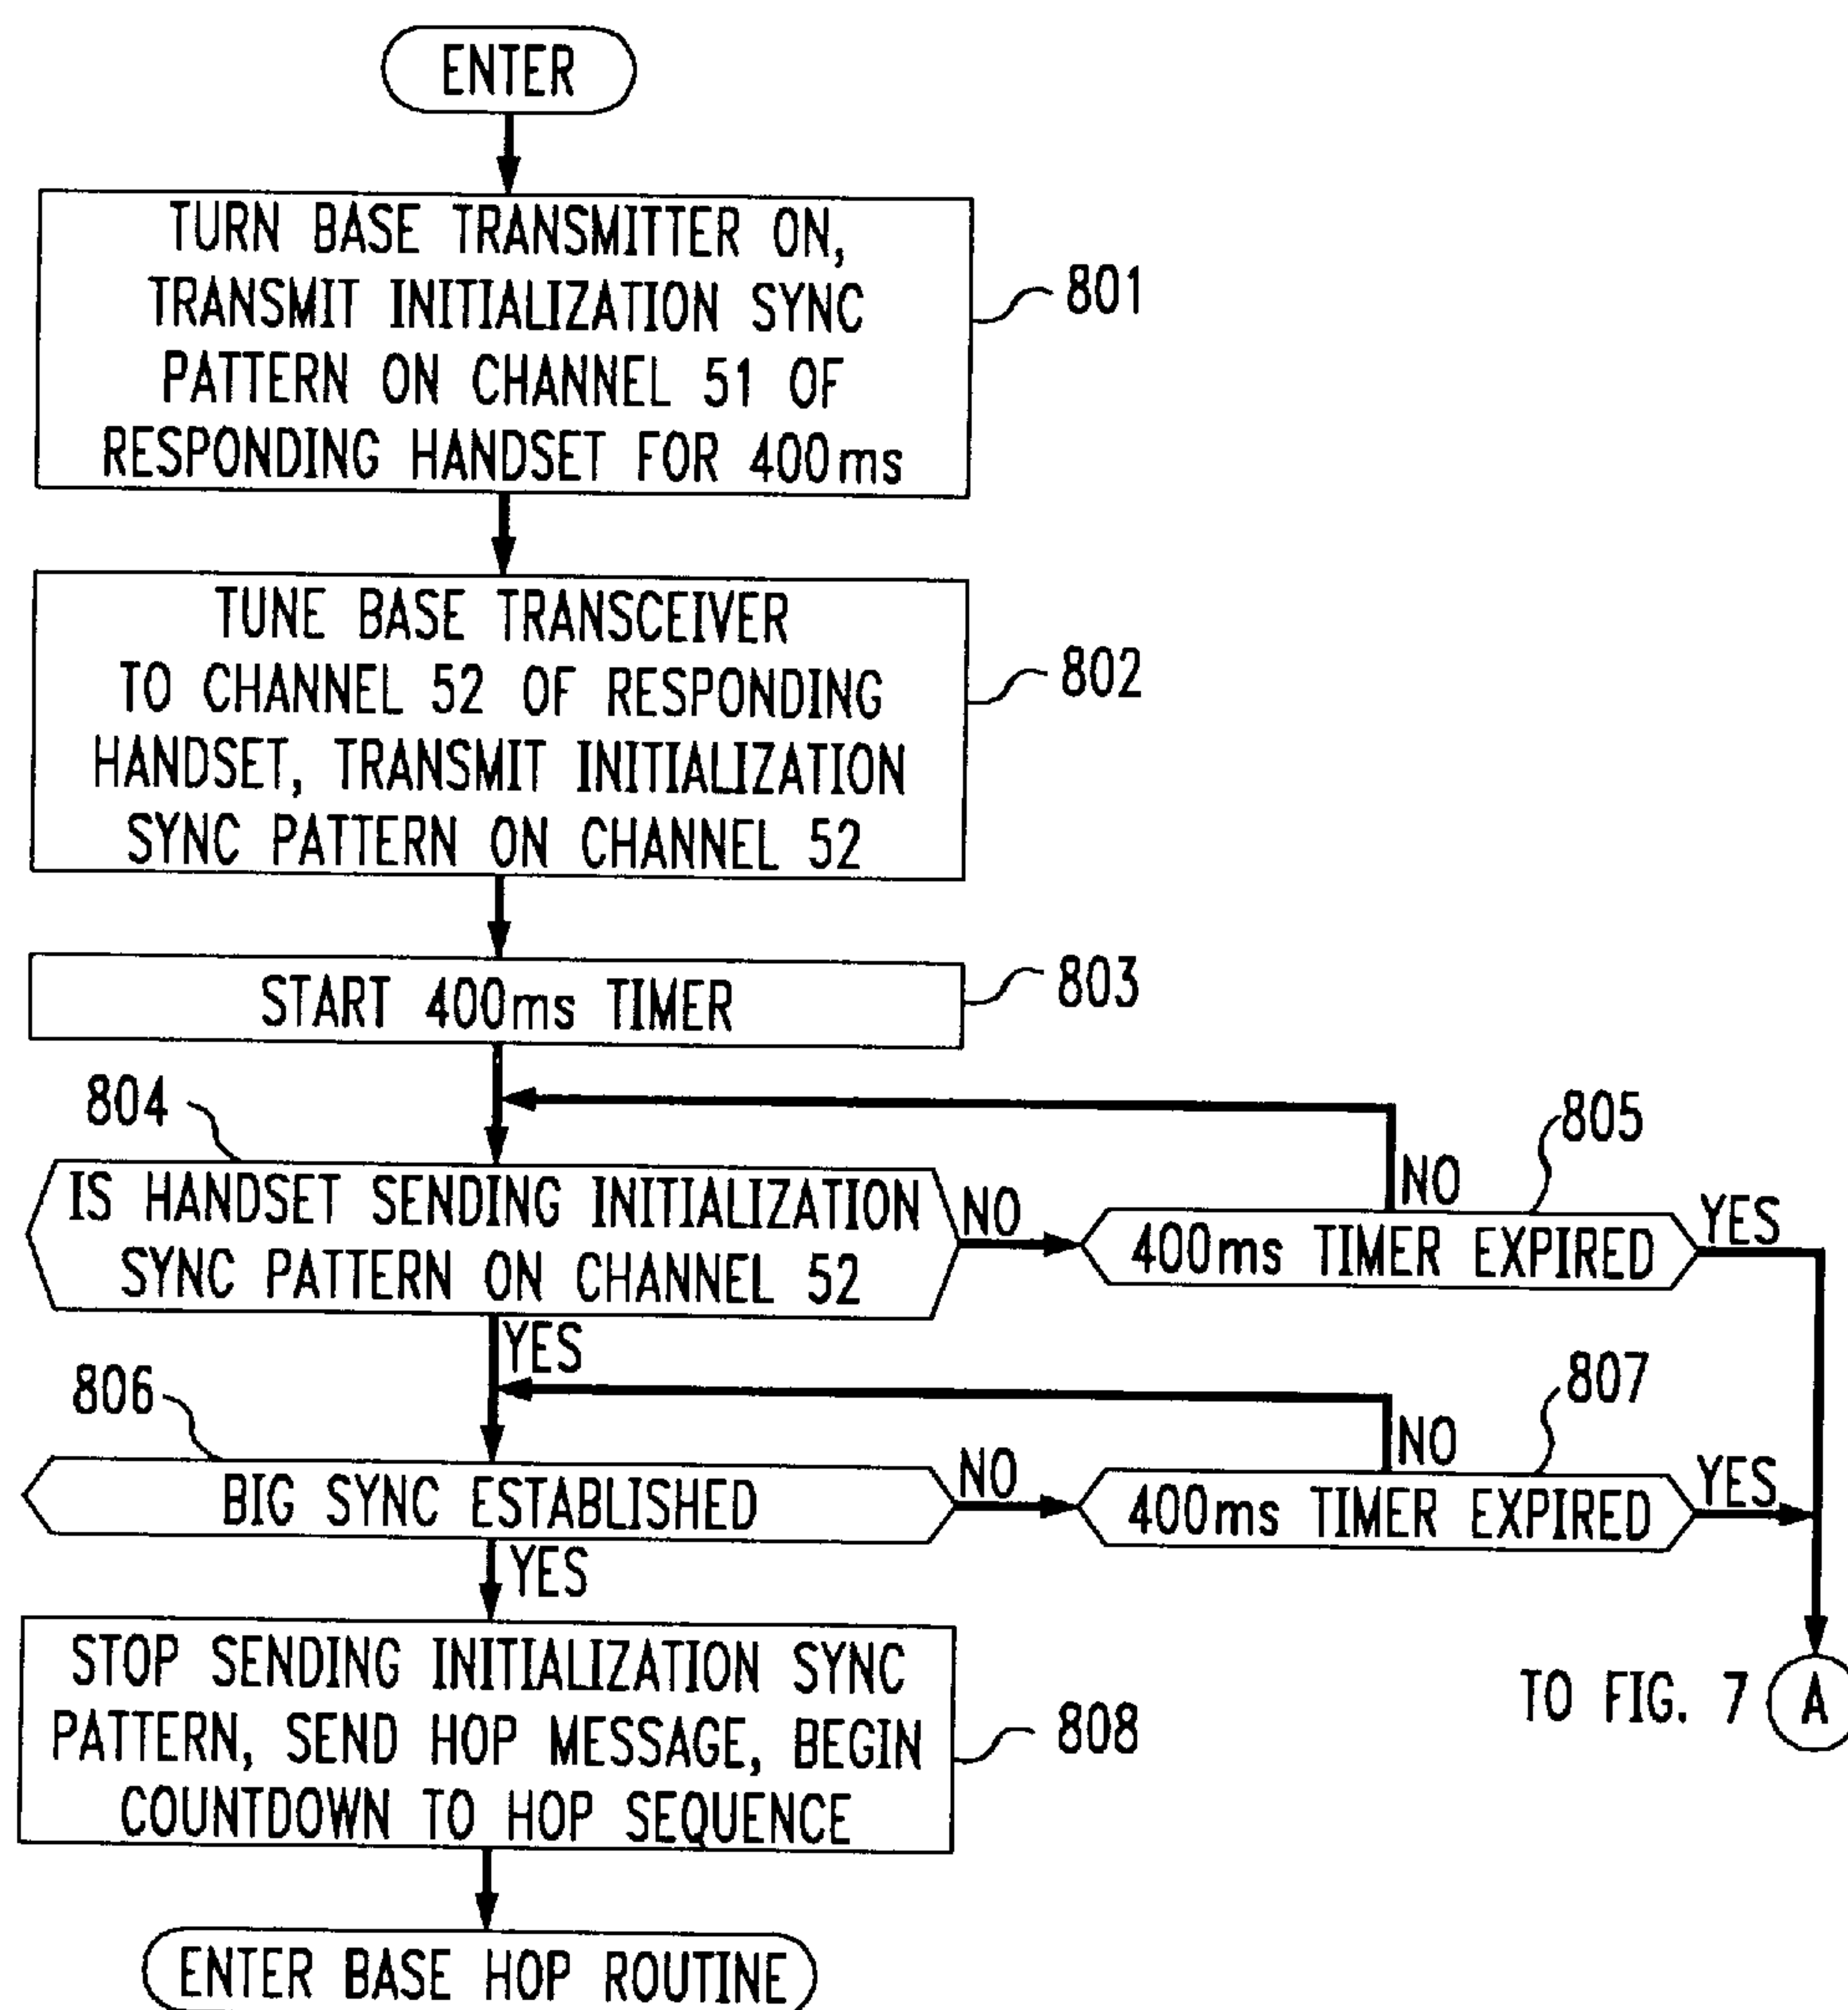 ENTER
TURN BASE TRANSMITTER ON,
TRANSMIT INITIALIZATION SYNC
PATTERN ON CHANNEL 51 OF
RESPONDING HANDSET FOR 400ms
801
TUNE BASE TRANSCEIVER
TO CHANNEL 52 OF RESPONDING
HANDSET, TRANSMIT INITIALIZATION
SYNC PATTERN ON CHANNEL 52
802
START 400ms TIMER
803
804
IS HANDSET SENDING INITIALIZATION
SYNC PATTERN ON CHANNEL 52
NO
YES
805
400ms TIMER EXPIRED
NO
YES
806
BIG SYNC ESTABLISHED
NO
YES
807
400ms TIMER EXPIRED
NO
YES
STOP SENDING INITIALIZATION SYNC
PATTERN, SEND HOP MESSAGE, BEGIN
COUNTDOWN TO HOP SEQUENCE
808
TO FIG. 7 A
ENTER BASE HOP ROUTINE